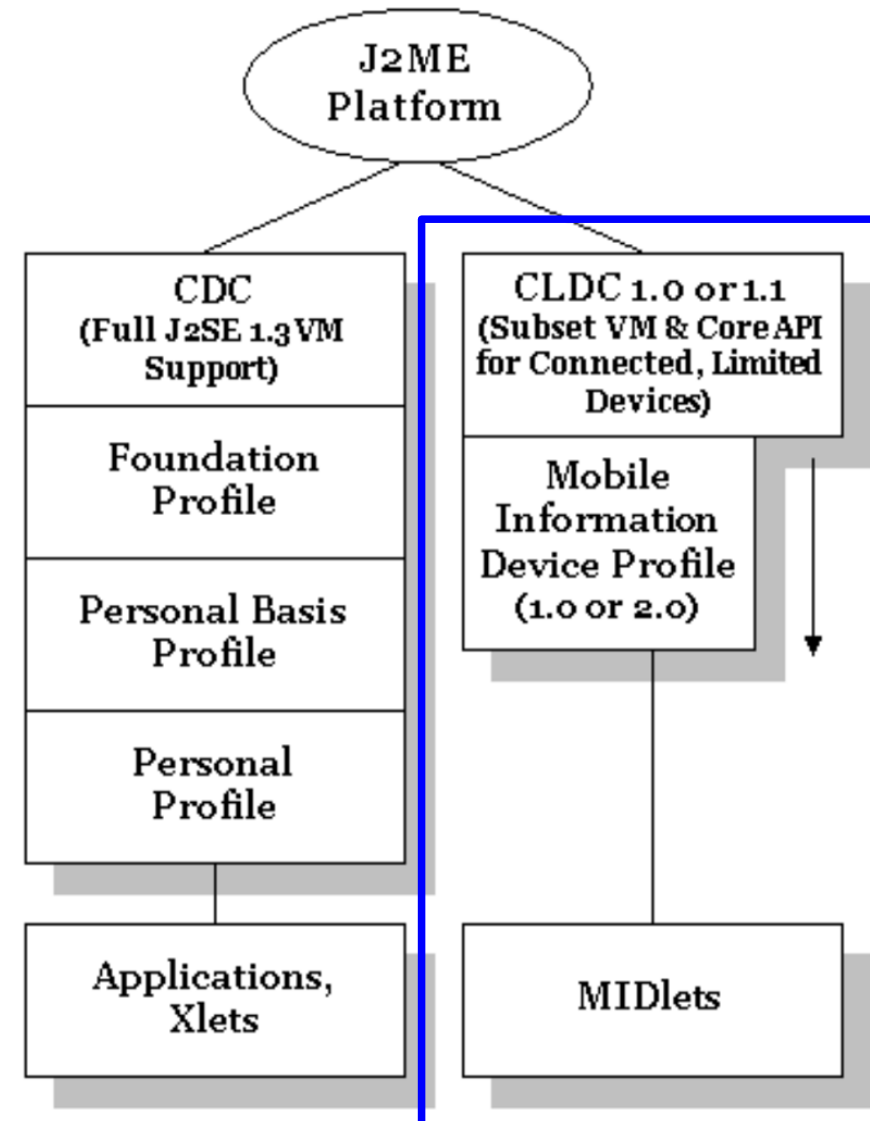 J2ME
Platform
CDC
(Full J2SE 1.3 VM
Support)
Foundation
Profile
Personal Basis
Profile
Personal
Profile
Applications,
Xlets
CLDC 1.0 or 1.1
(Subset VM & Core API
for Connected, Limited
Devices)
Mobile
Information
Device Profile
(1.0 or 2.0)
MIDlets